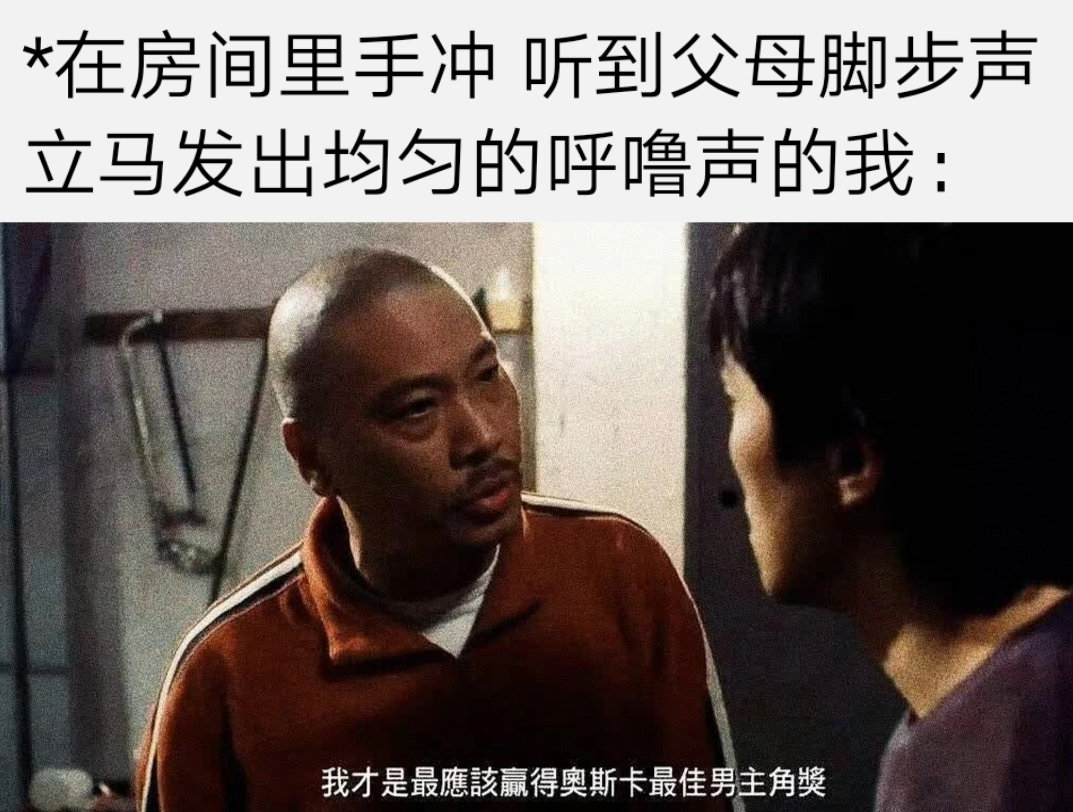 *在房间里手冲 听到父母脚步声
立马发出均匀的呼噜声的我：
我才是最應該贏得奧斯卡最佳男主角獎